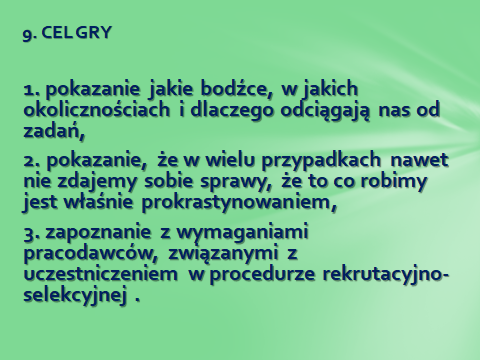 9. CEL GRY
1. pokazanie jakie bodźce, w jakich
okolicznościach i dlaczego odciągają nas od
zadań,
2. pokazanie, że w wielu przypadkach nawet
nie zdajemy sobie sprawy, że to co robimy
jest właśnie prokrastynowaniem,
3. zapoznanie z wymaganiami
pracodawców, związanymi z
uczestniczeniem w procedurze rekrutacyjno-
selekcyjnej .